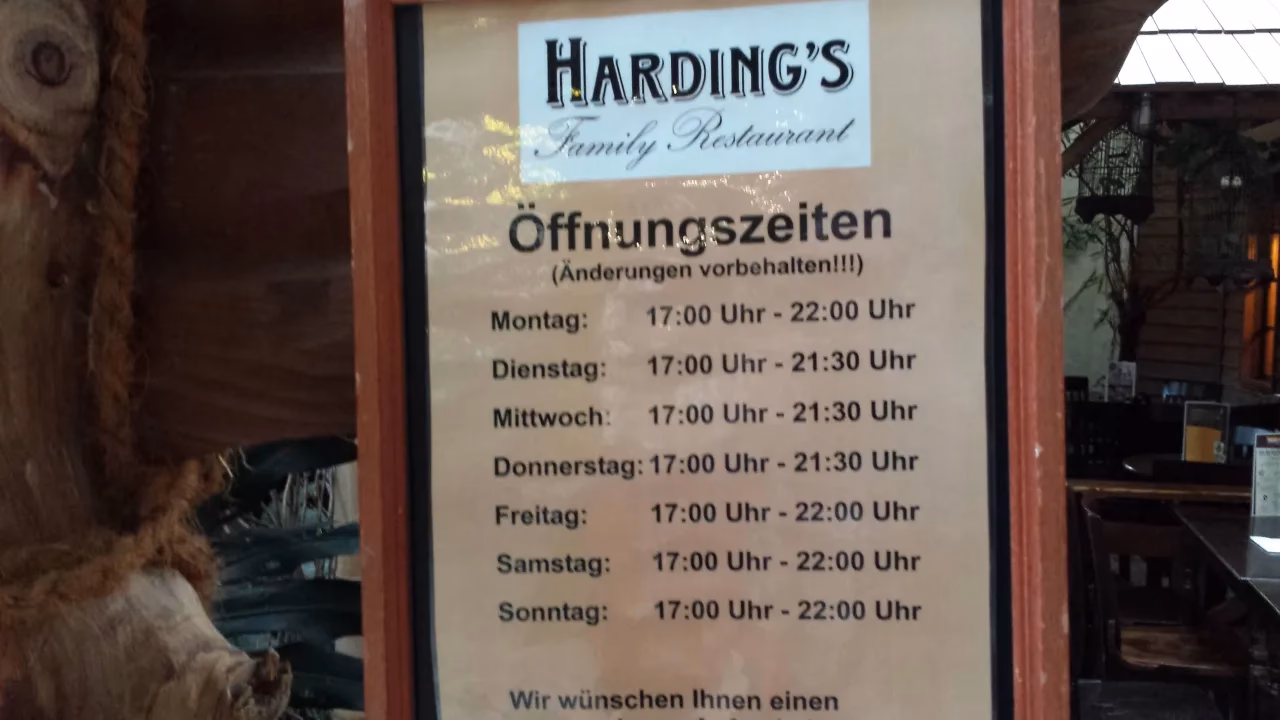 HARDING'S
Family Restaurant
Öffnungszeiten
(Änderungen vorbehalten!!!)
Montag: 17:00 Uhr - 22:00 Uhr
Dienstag: 17:00 Uhr - 21:30 Uhr
Mittwoch: 17:00 Uhr - 21:30 Uhr
Donnerstag: 17:00 Uhr - 21:30 Uhr
Freitag: 17:00 Uhr - 22:00 Uhr
Samstag: 17:00 Uhr - 22:00 Uhr
Sonntag: 17:00 Uhr - 22:00 Uhr
Wir wünschen Ihnen einen